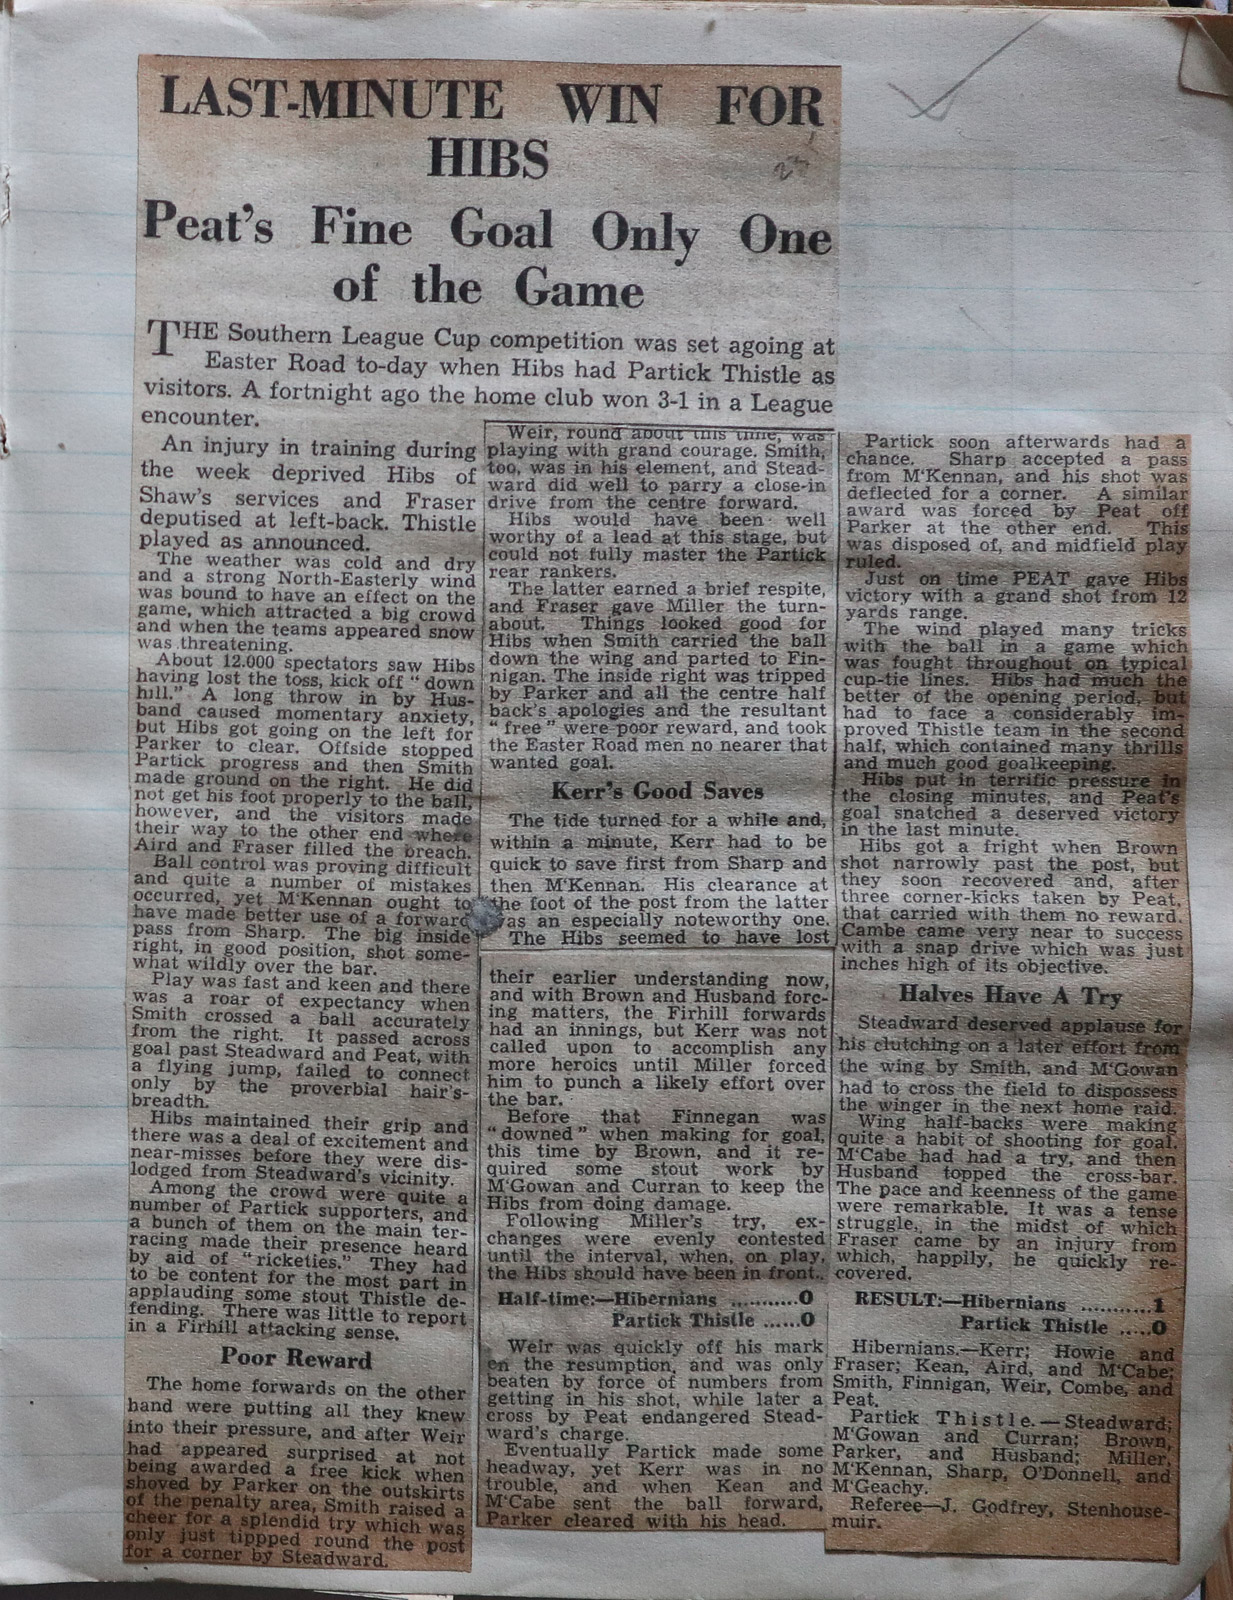 LAST-MINUTE WIN FOR
HIBS
23
Peat's Fine Goal Only One
of the Game
THE Southern League Cup competition was set agoing at
Easter Road to-day when Hibs had Partick Thistle as
visitors. A fortnight ago the home club won 3-1 in a League
encounter.
An injury in training during
the week deprived Hibs of
Shaw's services and Fraser
deputised at left-back. Thistle
played as announced.
The weather was cold and dry
and a strong North-Easterly wind
was bound to have an effect on the
game, which attracted a big crowd
and when the teams appeared snow
was threatening.
About 12.000 spectators saw Hibs
having lost the toss, kick off "down
hill." A long throw in by Hus-
band caused momentary anxiety,
but Hibs got going on the left for
Parker to clear. Offside stopped
Partick progress and then Smith
made ground on the right. He did
not get his foot properly to the ball,
however, and the visitors made
their way to the other end where
Aird and Fraser filled the breach.
Ball control was proving difficult
and quite a number of mistakes
occurred, yet M'Kennan ought to
have made better use of a forward
pass from Sharp. The big inside
right, in good position, shot some-
what wildly over the bar.
Play was fast and keen and there
was a roar of expectancy when
Smith crossed a ball accurately
from the right. It passed across
goal past Steadward and Peat, with
a flying jump, failed to connect
only by the proverbial hair's-
breadth.
Hibs maintained their grip and
there was a deal of excitement and
near-misses before they were dis-
lodged from Steadward's vicinity.
Among the crowd were quite a
number of Partick supporters, and
a bunch of them on the main ter-
racing made their presence heard
by aid of "ricketies." They had
to be content for the most part in
applauding some stout Thistle de-
fending. There was little to report
in a Firhill attacking sense.
Poor Reward
The home forwards on the other
hand were putting all they knew
into their pressure, and after Weir
had appeared surprised at not
being awarded a free kick when
shoved by Parker on the outskirts
of the penalty area, Smith raised a
cheer for a splendid try which was
only just tippped round the post
for a corner by Steadward.
Weir, round about this time, was
playing with grand courage. Smith,
too, was in his element, and Stead-
ward did well to parry a close-in
drive from the centre forward.
Hibs would have been well
worthy of a lead at this stage, but
could not fully master the Partick
rear rankers.
The latter earned a brief respite,
and Fraser gave Miller the turn-
about. Things looked good for
Hibs when Smith carried the ball
down the wing and parted to Fin-
nigan. The inside right was tripped
by Parker and all the centre half
back's apologies and the resultant
"free" were poor reward, and took
the Easter Road men no nearer that
wanted goal.
Kerr's Good Saves
The tide turned for a while and,
within a minute, Kerr had to be
quick to save first from Sharp and
then M'Kennan. His clearance at
the foot of the post from the latter
was an especially noteworthy one.
The Hibs seemed to have lost
their earlier understanding now,
and with Brown and Husband forc-
ing matters, the Firhill forwards
had an innings, but Kerr was not
called upon to accomplish any
more heroics until Miller forced
him to punch a likely effort over
the bar.
Before that Finnegan was
"downed" when making for goal,
this time by Brown, and it re-
quired some stout work by
M'Gowan and Curran to keep the
Hibs from doing damage.
Following Miller's try, ex-
changes were evenly contested
until the interval, when, on play,
the Hibs should have been in front..
Half-time:—Hibernians ...........0
Partick Thistle ......0
Weir was quickly off his mark
on the resumption, and was only
beaten by force of numbers from
getting in his shot, while later a
cross by Peat endangered Stead-
ward's charge.
Eventually Partick made some
headway, yet Kerr was in no
trouble, and when Kean and
M'Cabe sent the ball forward,
Parker cleared with his head.
Partick soon afterwards had a
chance. Sharp accepted a pass
from M'Kennan, and his shot was
deflected for a corner. A similar
award was forced by Peat off
Parker at the other end. This
was disposed of, and midfield play
ruled.
Just on time PEAT gave Hibs
victory with a grand shot from 12
yards range.
The wind played many tricks
with the ball in a game which
was fought throughout on typical
cup-tie lines. Hibs had much the
better of the opening period, but
had to face a considerably im-
proved Thistle team in the second
half, which contained many thrills
and much good goalkeeping.
Hibs put in terrific pressure in
the closing minutes, and Peat's
goal snatched a deserved victory
in the last minute.
Hibs got a fright when Brown
shot narrowly past the post, but
they soon recovered and, after
three corner-kicks taken by Peat,
that carried with them no reward.
Cambe came very near to success
with a snap drive which was just
inches high of its objective.
Halves Have A Try
Steadward deserved applause for
his clutching on a later effort from
the wing by Smith, and M'Gowan
had to cross the field to dispossess
the winger in the next home raid.
Wing half-backs were making
quite a habit of shooting for goal.
M'Cabe had had a try, and then
Husband topped the cross-bar.
The pace and keenness of the game
were remarkable. It was a tense
struggle, in the midst of which
Fraser came by an injury from
which, happily, he quickly re-
covered.
RESULT:—Hibernians ...........1
Partick Thistle .....0
Hibernians.—Kerr; Howie and
Fraser; Kean, Aird, and M'Cabe;
Smith, Finnigan, Weir, Combe, and
Peat.
Partick Thistle.—Steadward;
M'Gowan and Curran; Brown,
Parker, and Husband; Miller,
M'Kennan, Sharp, O'Donnell, and
M'Geachy.
Referee—J. Godfrey, Stenhouse-
muir.